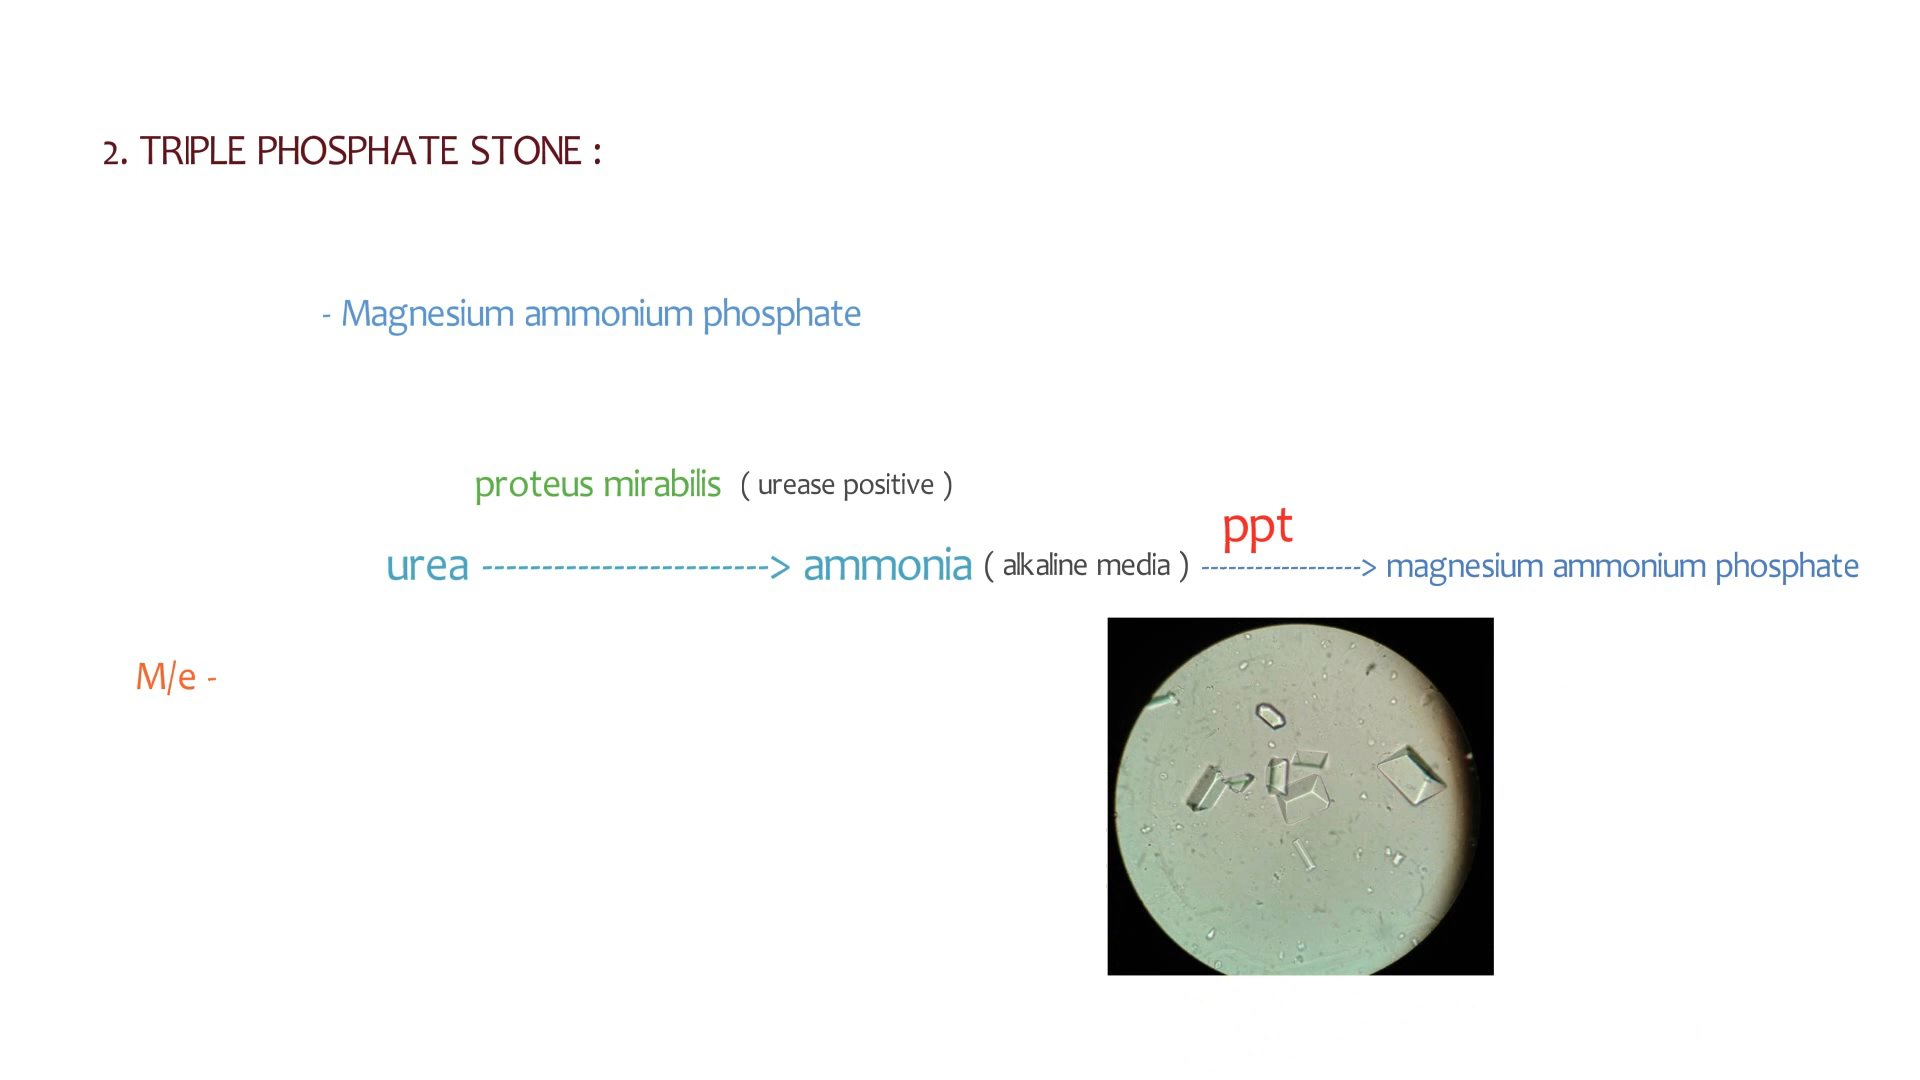 2. TRIPLE PHOSPHATE STONE :
- Magnesium ammonium phosphate
proteus mirabilis ( urease positive )
ppt
urea ------------------------> ammonia ( alkaline media ) ------------------> magnesium ammonium phosphate
M/e -